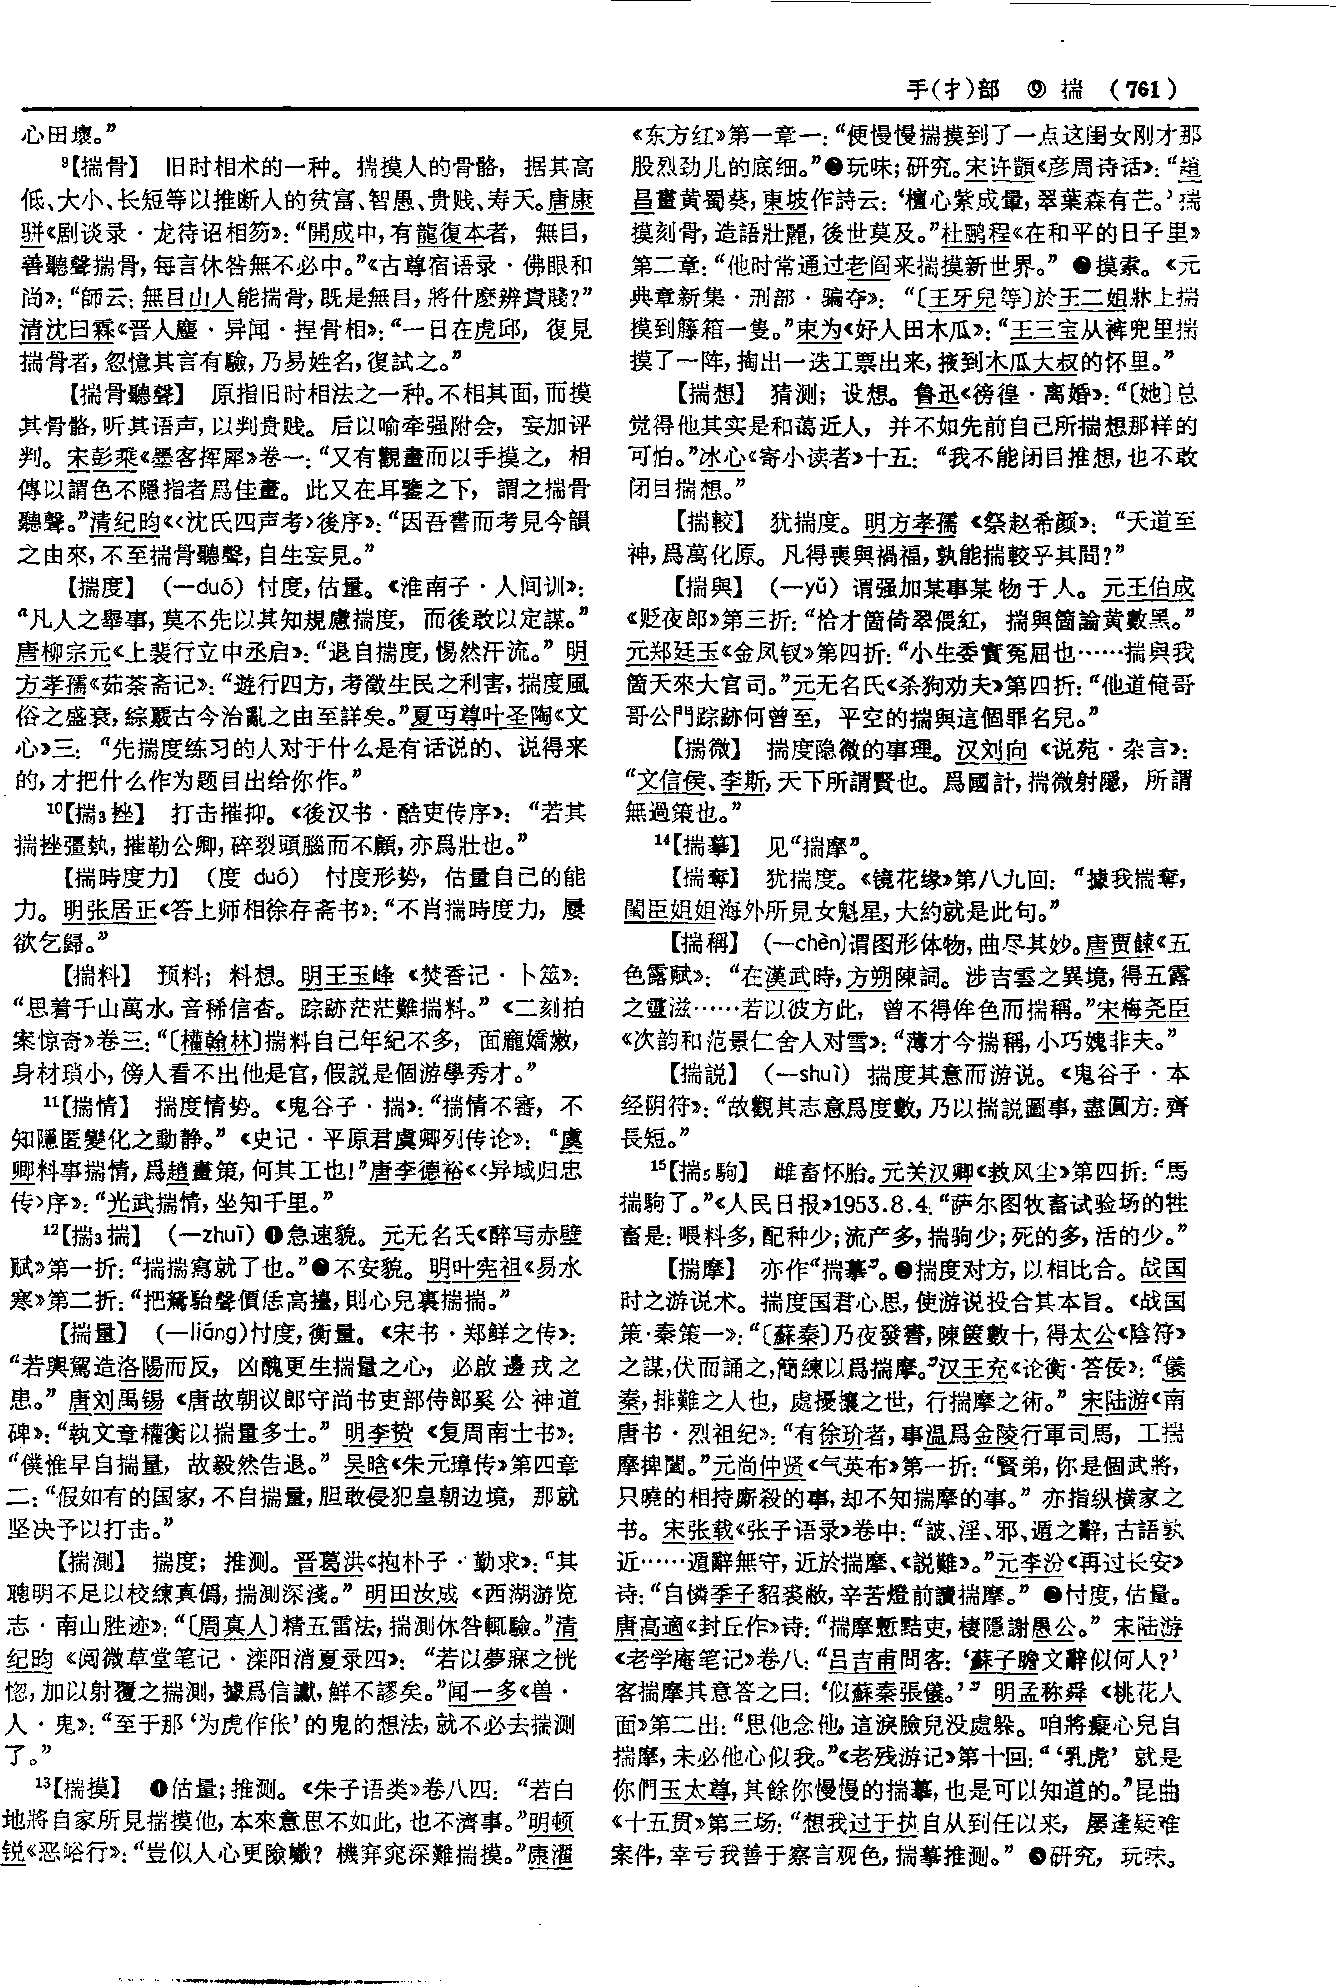 手(扌)部 ⑨ 揣 (761)
心田壞。”
⁹【揣骨】 旧时相术的一种。揣摸人的骨骼，据其高
低、大小、长短等以推断人的贫富、智愚、贵贱、寿夭。唐康
骈《剧谈录·龙待诏相笏》：“開成中，有龍復本者，無目，
善聽聲揣骨，每言休咎無不必中。”《古尊宿语录·佛眼和
尚》：“師云：無目山人能揣骨，既是無目，將什麽辨貴賤？”
清沈曰霖《晋人麈·异闻·捏骨相》：“一日在虎邱，復見
揣骨者，忽憶其言有驗，乃易姓名，復試之。”
【揣骨聽聲】 原指旧时相法之一种。不相其面，而摸
其骨骼，听其语声，以判贵贱。后以喻牵强附会，妄加评
判。宋彭乘《墨客挥犀》卷一：“又有觀畫而以手摸之，相
傳以謂色不隱指者爲佳畫。此又在耳鑒之下，謂之揣骨
聽聲。”清纪昀《〈沈氏四声考〉後序》：“因吾書而考見今韻
之由來，不至揣骨聽聲，自生妄見。”
【揣度】 (—duó) 忖度，估量。《淮南子·人间训》：
“凡人之舉事，莫不先以其知規慮揣度，而後敢以定謀。”
唐柳宗元《上裴行立中丞启》：“退自揣度，惕然汗流。”明
方孝孺《茹荼斋记》：“遊行四方，考徵生民之利害，揣度風
俗之盛衰，綜覈古今治亂之由至詳矣。”夏丏尊叶圣陶《文
心》三：“先揣度练习的人对于什么是有话说的、说得来
的，才把什么作为题目出给你作。”
¹⁰【揣₃挫】 打击摧抑。《後汉书·酷吏传序》：“若其
揣挫彊埶，摧勒公卿，碎裂頭腦而不顧，亦爲壯也。”
【揣時度力】 (度 duó) 忖度形势，估量自己的能
力。明张居正《答上师相徐存斋书》：“不肖揣時度力，屢
欲乞歸。”
【揣料】 预料；料想。明王玉峰《焚香记·卜筮》：
“思着千山萬水，音稀信杳。踪跡茫茫難揣料。”《二刻拍
案惊奇》卷三：“〔權翰林〕揣料自己年紀不多，面龐嬌嫩，
身材瑣小，傍人看不出他是官，假説是個游學秀才。”
¹¹【揣情】 揣度情势。《鬼谷子·揣》：“揣情不審，不
知隱匿變化之動静。”《史记·平原君虞卿列传论》：“虞
卿料事揣情，爲趙畫策，何其工也！”唐李德裕《〈异域归忠
传〉序》：“光武揣情，坐知千里。”
¹²【揣₃揣】 (—zhuī) ❶急速貌。元无名氏《醉写赤壁
赋》第一折：“揣揣寫就了也。”❷不安貌。明叶宪祖《易水
寒》第二折：“把駑駘聲價恁高擡，則心兒裏揣揣。”
【揣量】 (—liáng)忖度，衡量。《宋书·郑鲜之传》：
“若輿駕造洛陽而反，凶醜更生揣量之心，必啟邊戎之
患。”唐刘禹锡《唐故朝议郎守尚书吏部侍郎奚公神道
碑》：“執文章權衡以揣量多士。”明李贽《复周南士书》：
“僕惟早自揣量，故毅然告退。”吴晗《朱元璋传》第四章
二：“假如有的国家，不自揣量，胆敢侵犯皇朝边境，那就
坚决予以打击。”
【揣測】 揣度；推测。晋葛洪《抱朴子·勤求》：“其
聰明不足以校練真僞，揣測深淺。”明田汝成《西湖游览
志·南山胜迹》：“〔周真人〕精五雷法，揣測休咎輒驗。”清
纪昀《阅微草堂笔记·滦阳消夏录四》：“若以夢寐之恍
惚，加以射覆之揣測，據爲信讞，鮮不謬矣。”闻一多《兽·
人·鬼》：“至于那‘为虎作伥’的鬼的想法，就不必去揣测
了。”
¹³【揣摸】 ❶估量；推测。《朱子语类》卷八四：“若白
地將自家所見揣摸他，本來意思不如此，也不濟事。”明顿
锐《恶峪行》：“豈似人心更險巇？機穽窕深難揣摸。”康濯
《东方红》第一章一：“便慢慢揣摸到了一点这闺女刚才那
股烈劲儿的底细。”❷玩味；研究。宋许顗《彦周诗话》：“趙
昌畫黄蜀葵，東坡作詩云：‘檀心紫成暈，翠葉森有芒。’揣
摸刻骨，造語壯麗，後世莫及。”杜鹏程《在和平的日子里》
第二章：“他时常通过老阎来揣摸新世界。” ❸摸索。《元
典章新集·刑部·骗夺》：“〔王牙兒等〕於王二姐牀上揣
摸到籐箱一隻。”束为《好人田木瓜》：“王三宝从裤兜里揣
摸了一阵，掏出一迭工票出来，掖到木瓜大叔的怀里。”
【揣想】 猜测；设想。鲁迅《徬徨·离婚》：“〔她〕总
觉得他其实是和蔼近人，并不如先前自己所揣想那样的
可怕。”冰心《寄小读者》十五：“我不能闭目推想，也不敢
闭目揣想。”
【揣較】 犹揣度。明方孝孺《祭赵希颜》：“天道至
神，爲萬化原。凡得喪與禍福，孰能揣較乎其間？”
【揣與】 (—yǔ) 谓强加某事某物于人。元王伯成
《贬夜郎》第三折：“恰才箇倚翠偎紅，揣與箇論黄數黑。”
元郑廷玉《金凤钗》第四折：“小生委實冤屈也……揣與我
箇天來大官司。”元无名氏《杀狗劝夫》第四折：“他道俺哥
哥公門踪跡何曾至，平空的揣與這個罪名兒。”
【揣微】 揣度隐微的事理。汉刘向《说苑·杂言》：
“文信侯、李斯，天下所謂賢也。爲國計，揣微射隱，所謂
無過策也。”
¹⁴【揣摹】 见“揣摩”。
【揣奪】 犹揣度。《镜花缘》第八九回：“據我揣奪，
閨臣姐姐海外所見女魁星，大約就是此句。”
【揣稱】 (—chèn)谓图形体物，曲尽其妙。唐贾餗《五
色露赋》：“在漢武時，方朔陳詞。涉吉雲之異境，得五露
之靈滋……若以彼方此，曾不得侔色而揣稱。”宋梅尧臣
《次韵和范景仁舍人对雪》：“薄才今揣稱，小巧媿非夫。”
【揣説】 (—shuì) 揣度其意而游说。《鬼谷子·本
经阴符》：“故觀其志意爲度數，乃以揣説圖事，盡圓方，齊
長短。”
¹⁵【揣₅駒】 雌畜怀胎。元关汉卿《救风尘》第四折：“馬
揣駒了。”《人民日报》1953.8.4.“萨尔图牧畜试验场的牲
畜是：喂料多，配种少；流产多，揣驹少；死的多，活的少。”
【揣摩】 亦作“揣摹”。❶揣度对方，以相比合。战国
时之游说术。揣度国君心思，使游说投合其本旨。《战国
策·秦策一》：“〔蘇秦〕乃夜發書，陳篋數十，得太公《陰符》
之謀，伏而誦之，簡練以爲揣摩。”汉王充《论衡·答佞》：“儀
秦，排難之人也，處擾攘之世，行揣摩之術。” 宋陆游《南
唐书·烈祖纪》：“有徐玠者，事温爲金陵行軍司馬，工揣
摩捭闔。”元尚仲贤《气英布》第一折：“賢弟，你是個武將，
只曉的相持厮殺的事，却不知揣摩的事。”亦指纵横家之
书。宋张载《张子语录》卷中：“詖、淫、邪、遁之辭，古語孰
近……遁辭無守，近於揣摩、《説難》。”元李汾《再过长安》
诗：“自憐季子貂裘敝，辛苦燈前讀揣摩。” ❷忖度，估量。
唐高適《封丘作》诗：“揣摩慙黠吏，棲隱謝愚公。” 宋陆游
《老学庵笔记》卷八：“吕吉甫問客：‘蘇子瞻文辭似何人？’
客揣摩其意答之曰：‘似蘇秦張儀。’” 明孟称舜《桃花人
面》第二出：“思他念他，這淚臉兒没處躲。咱將癡心兒自
揣摩，未必他心似我。”《老残游记》第十回：“‘乳虎’就是
你們玉太尊，其餘你慢慢的揣摹，也是可以知道的。”昆曲
《十五贯》第三场：“想我过于执自从到任以来，屡逢疑难
案件，幸亏我善于察言观色，揣摹推测。” ❸研究，玩味。